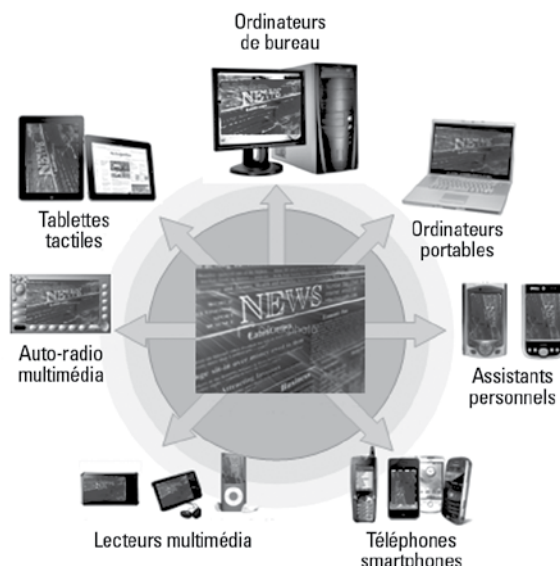 Ordinateurs
de bureau
Tablettes
tactiles
Ordinateurs
portables
NEWS
Auto-radio
multimédia
Assistants
personnels
Lecteurs multimédia
Téléphones
smartphones